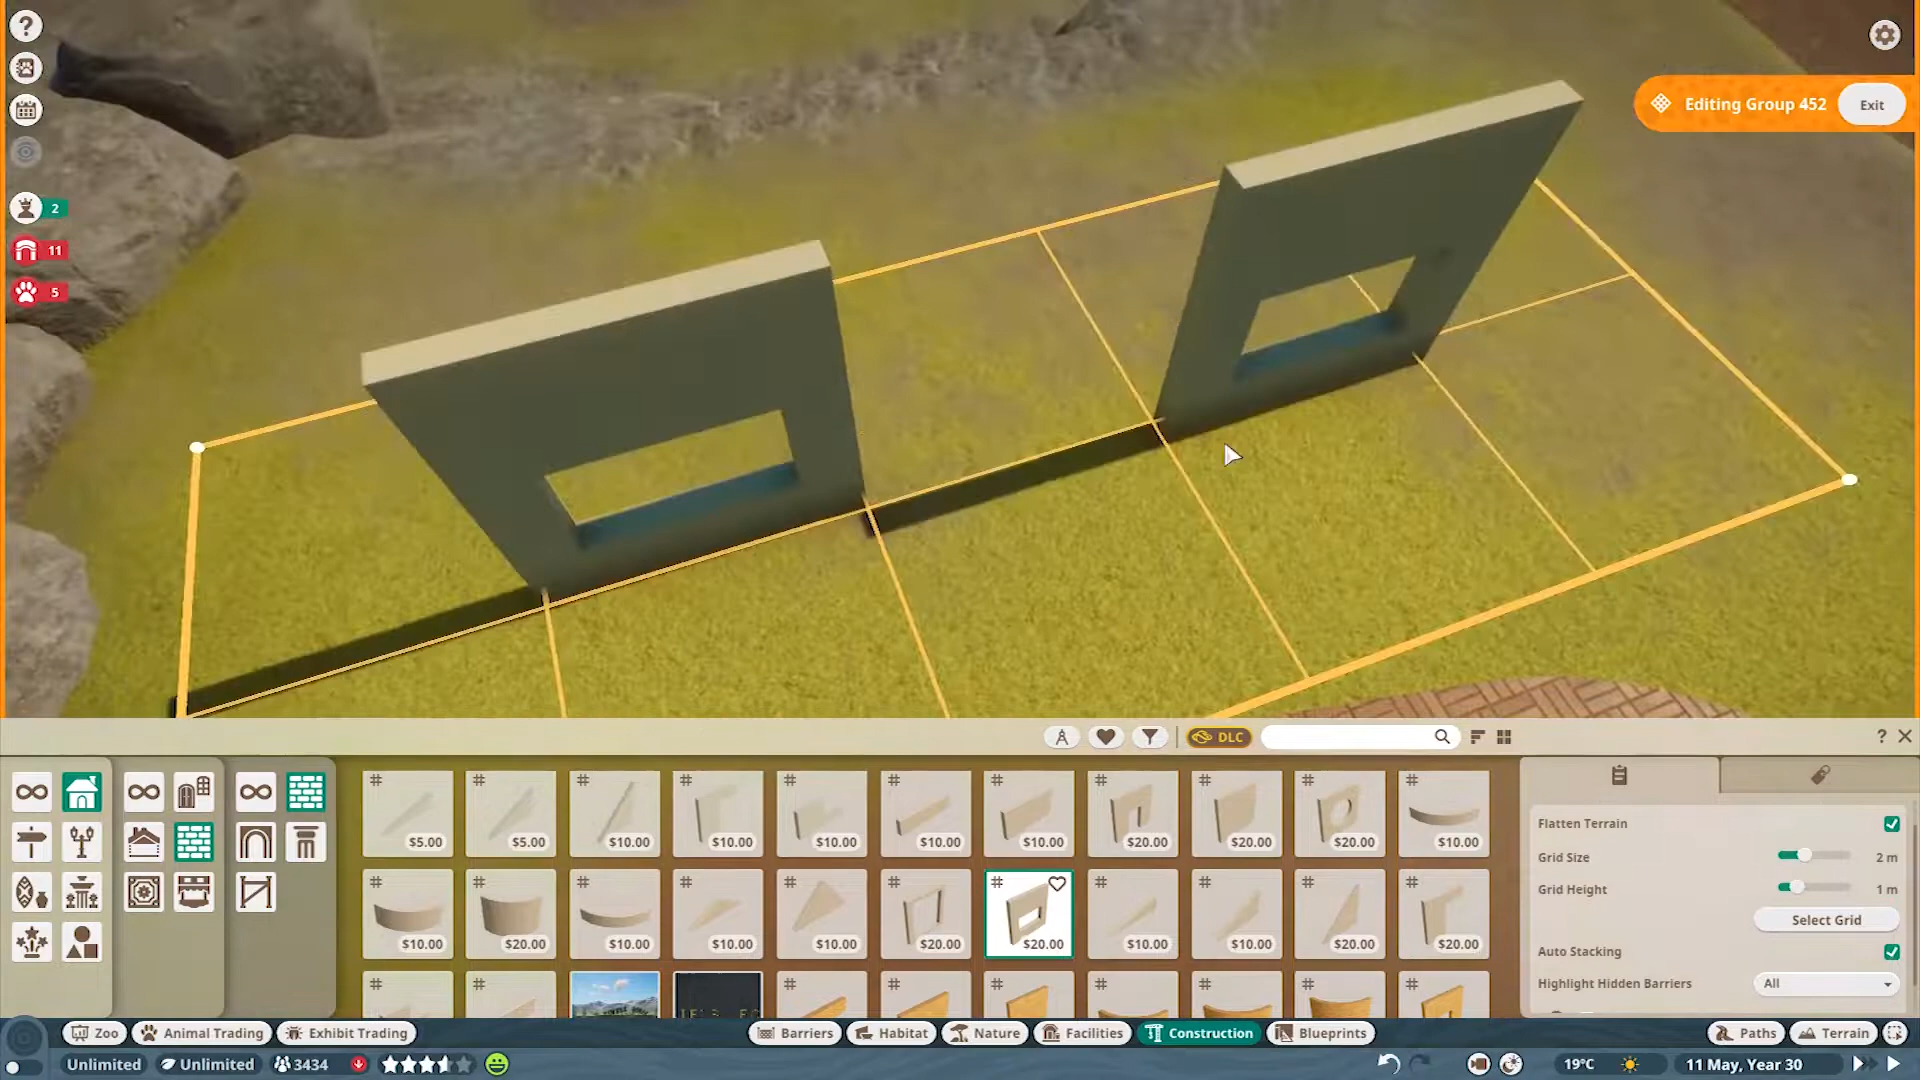 ?
Editing Group 452 Exit
2
11
5
DLC
? ×
$5.00 $5.00 $10.00 $10.00 $10.00 $10.00 $10.00 $20.00 $20.00 $20.00 $10.00
$10.00 $20.00 $10.00 $10.00 $10.00 $20.00 $20.00 $10.00 $10.00 $20.00 $20.00
Flatten Terrain
Grid Size 2 m
Grid Height 1 m
Select Grid
Auto Stacking
Highlight Hidden Barriers All
Zoo Animal Trading Exhibit Trading Barriers Habitat Nature Facilities Construction Blueprints Paths Terrain
Unlimited Unlimited 3434 19°C 11 May, Year 30